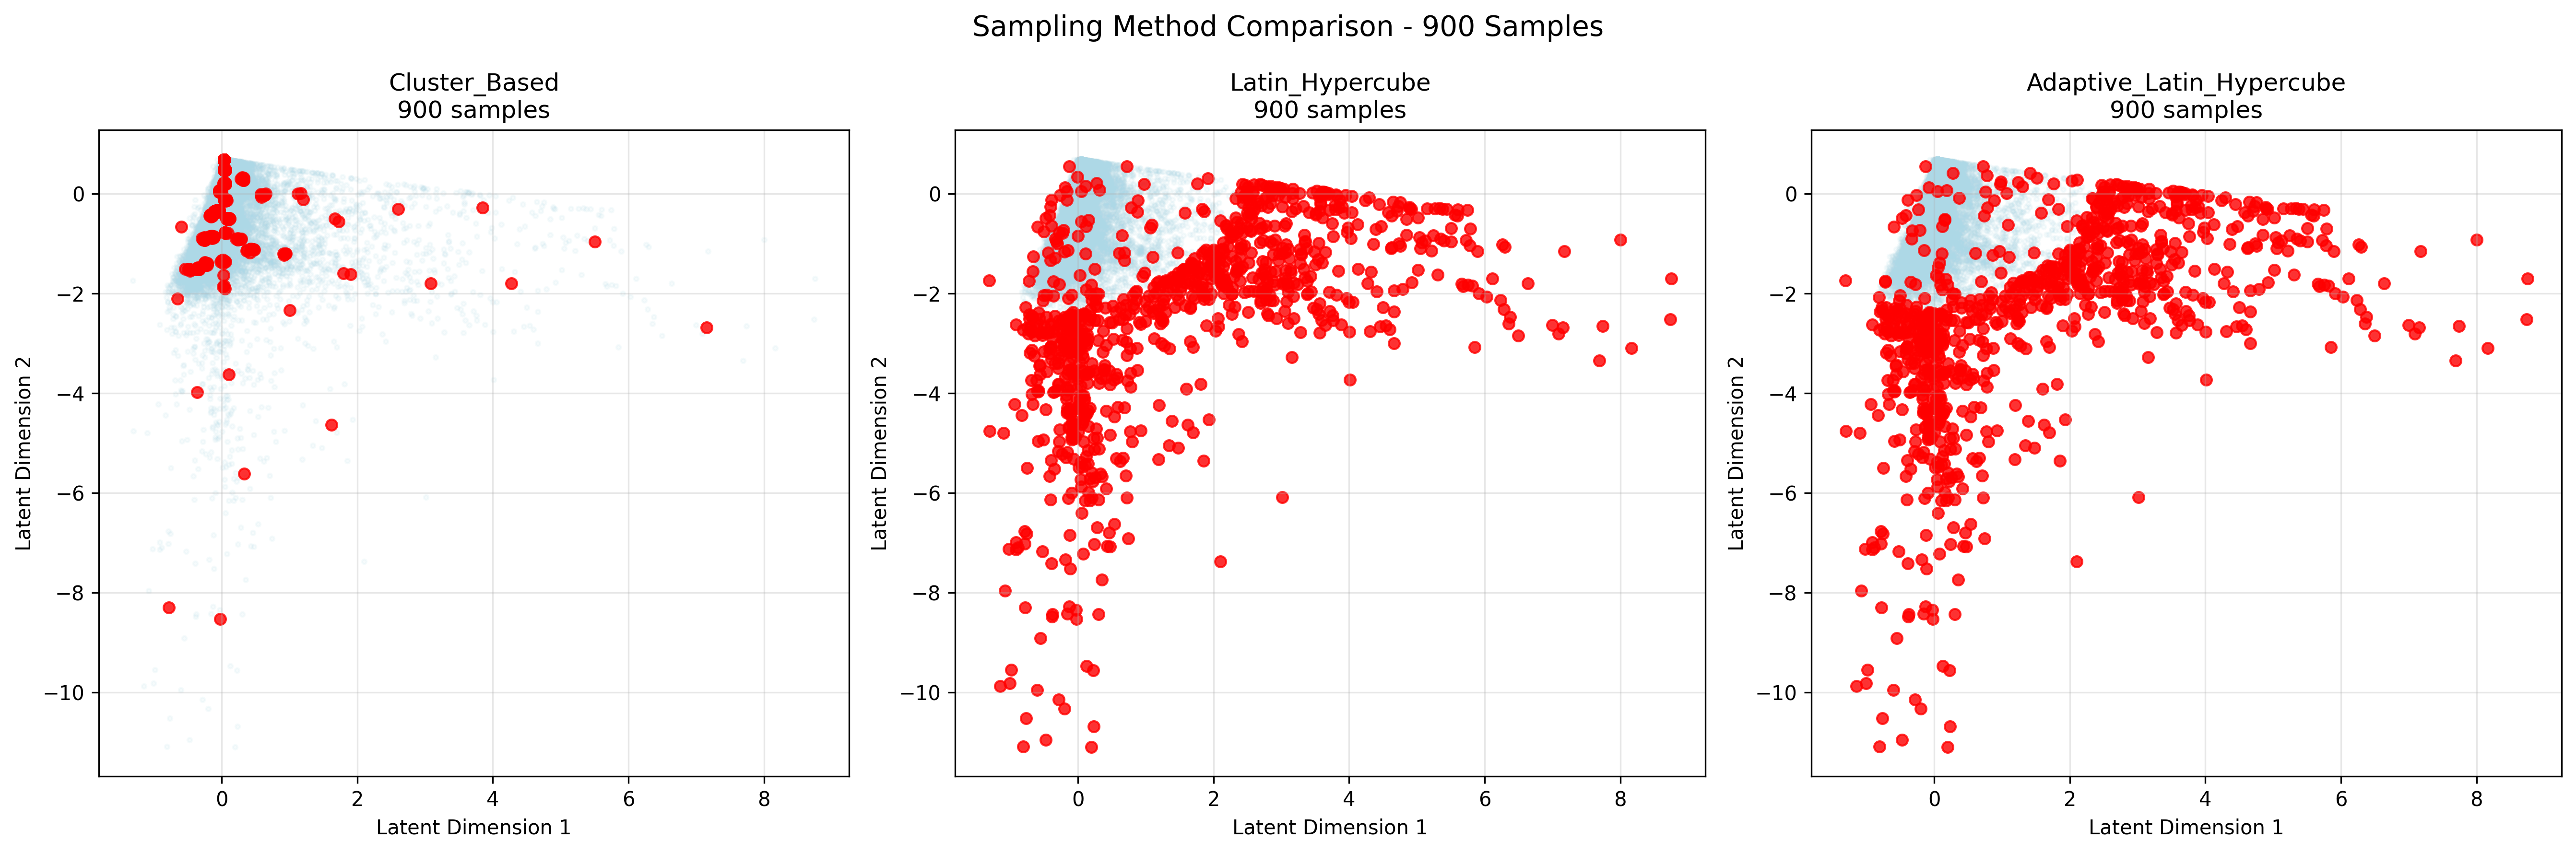 Sampling Method Comparison - 900 Samples
Cluster_Based
900 samples
0
−2
−4
−6
−8
−10
Latent Dimension 2
0 2 4 6 8
Latent Dimension 1
Latin_Hypercube
900 samples
0
−2
−4
−6
−8
−10
Latent Dimension 2
0 2 4 6 8
Latent Dimension 1
Adaptive_Latin_Hypercube
900 samples
0
−2
−4
−6
−8
−10
Latent Dimension 2
0 2 4 6 8
Latent Dimension 1